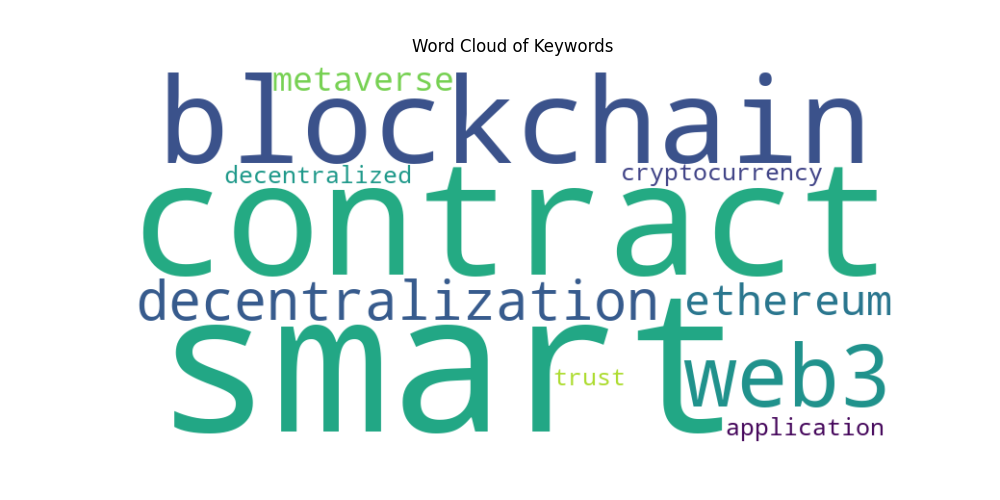 Word Cloud of Keywords
metaverse
blockchain
decentralized
cryptocurrency
contract
decentralization
ethereum
smart
web3
trust
application